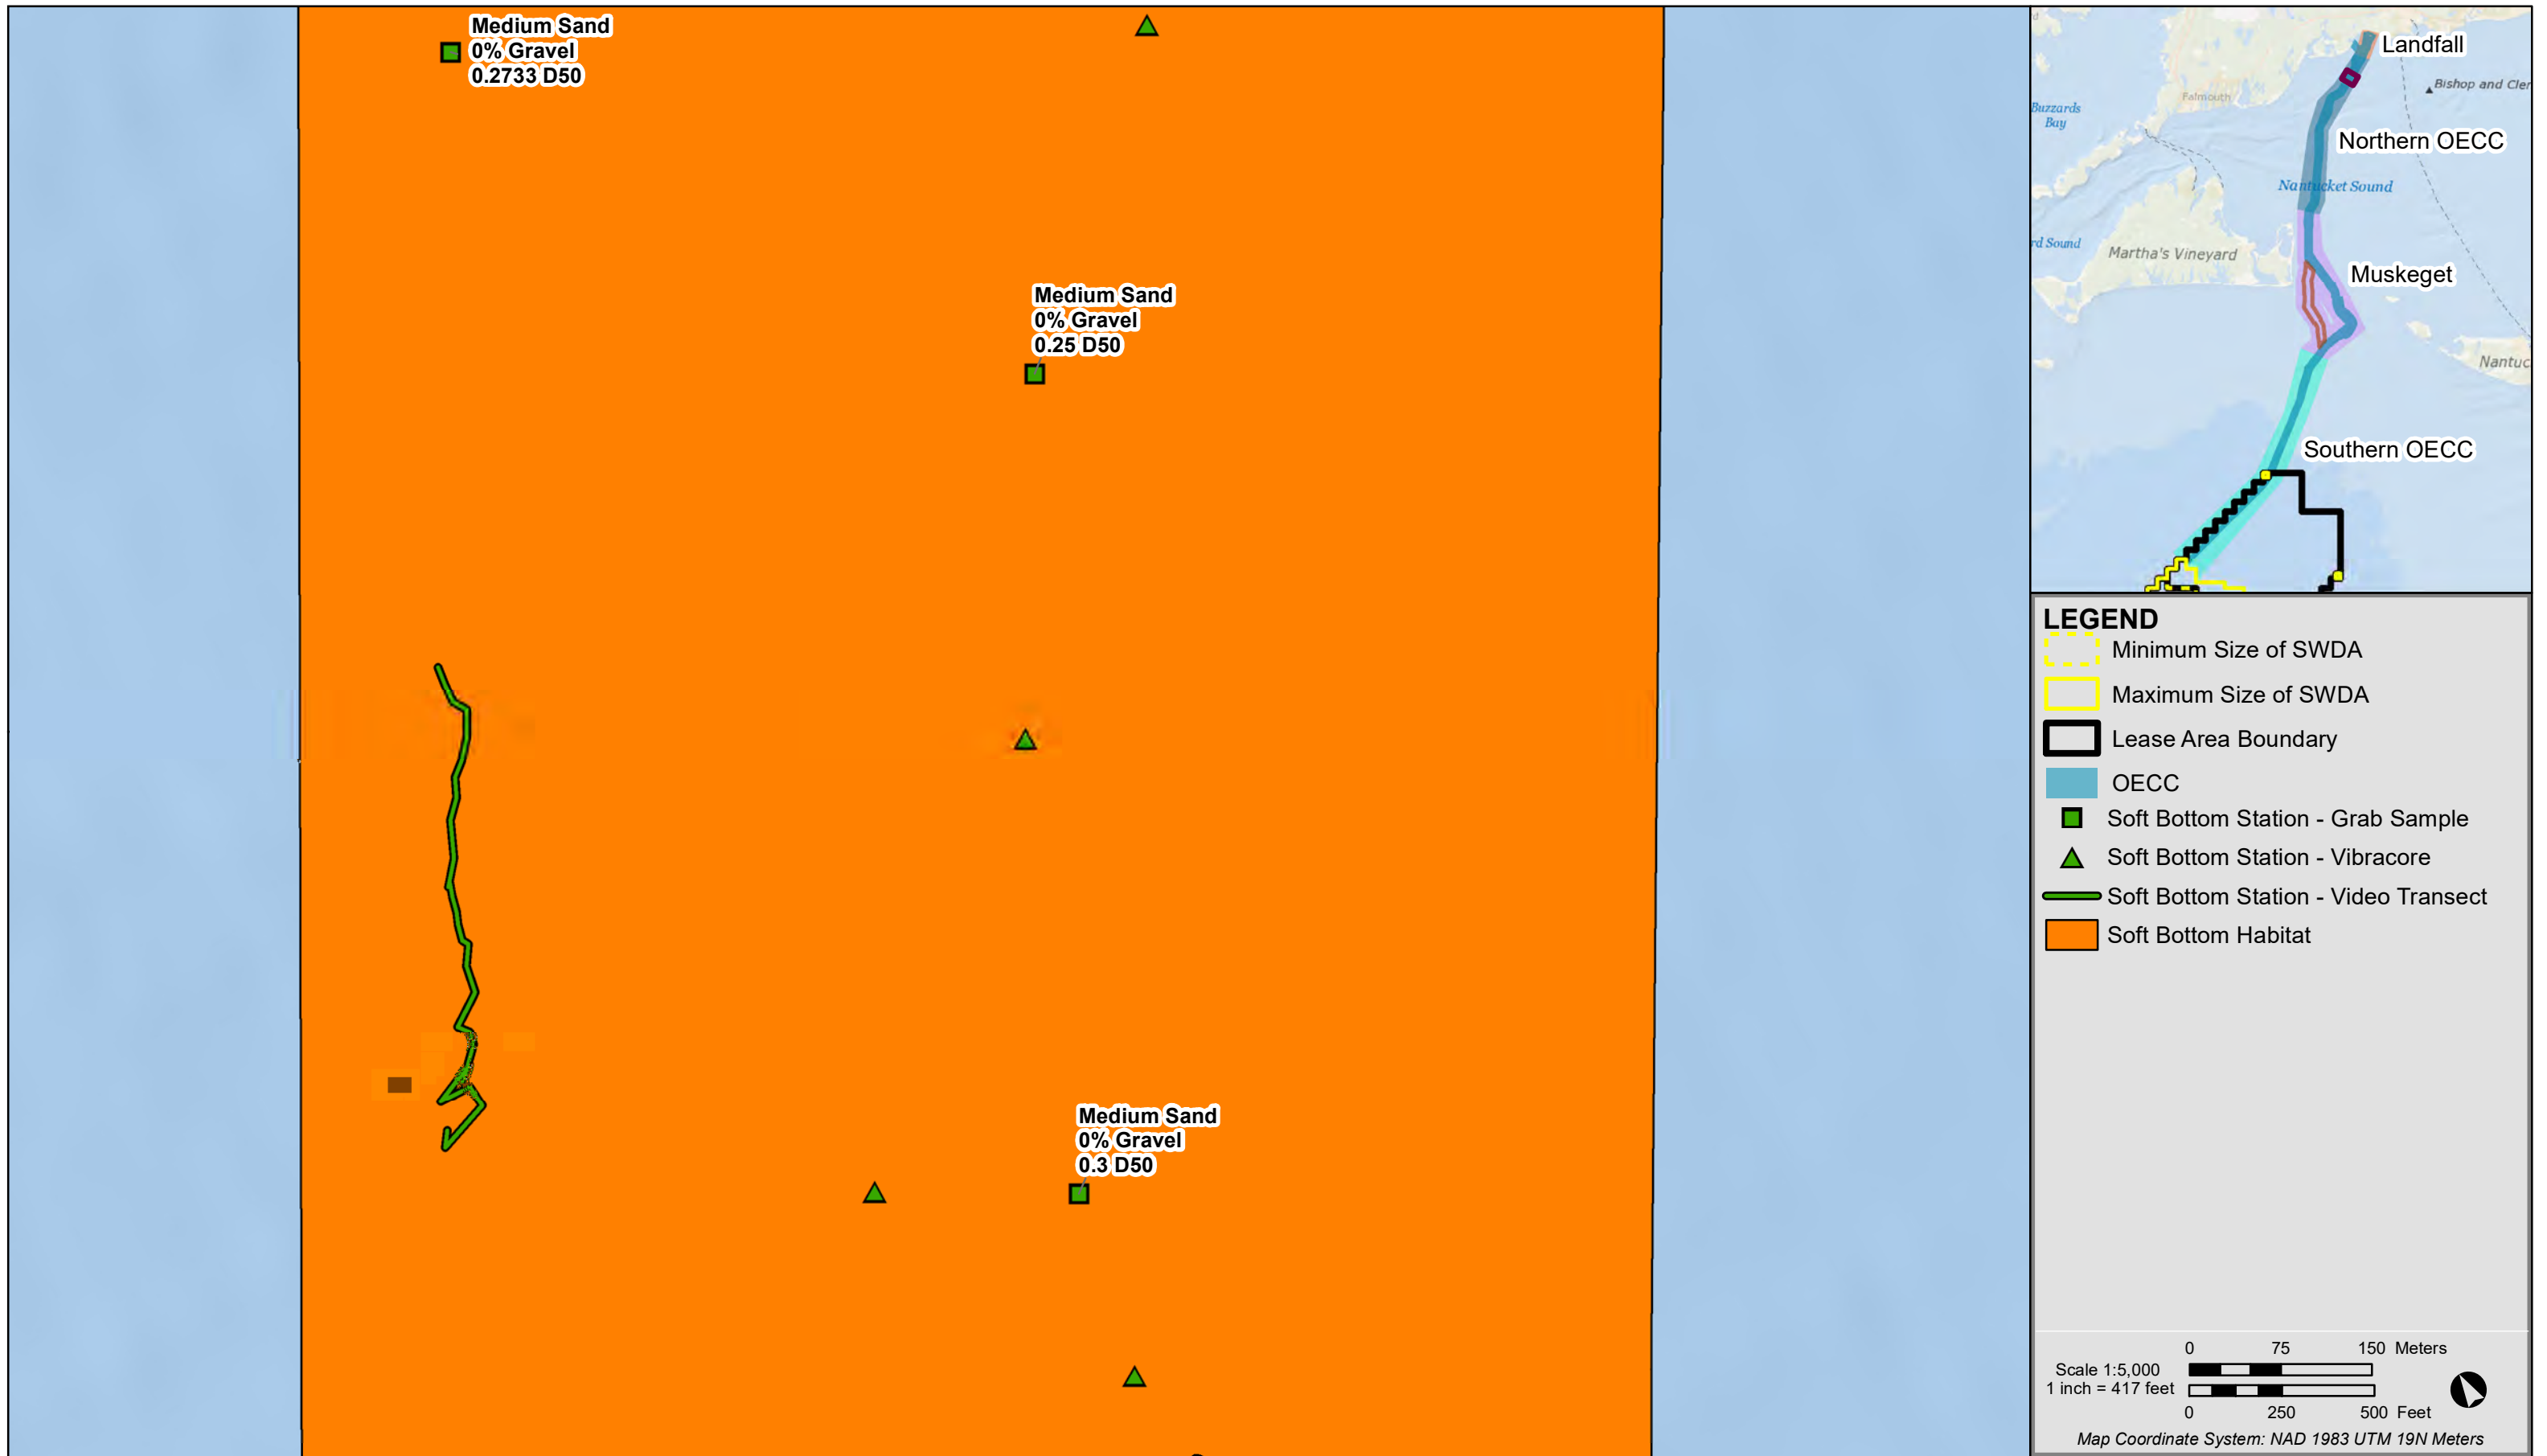 Medium Sand
0% Gravel
0.2733 D50
Medium Sand
0% Gravel
0.25 D50
Medium Sand
0% Gravel
0.3 D50
Landfall
Bishop and Cler
Falmouth
Buzzards
Bay
Northern OECC
Nantucket Sound
rd Sound
Martha's Vineyard
Muskeget
Nantuc
Southern OECC
LEGEND
Minimum Size of SWDA
Maximum Size of SWDA
Lease Area Boundary
OECC
Soft Bottom Station - Grab Sample
Soft Bottom Station - Vibracore
Soft Bottom Station - Video Transect
Soft Bottom Habitat
0 75 150 Meters
Scale 1:5,000
1 inch = 417 feet
0 250 500 Feet
Map Coordinate System: NAD 1983 UTM 19N Meters